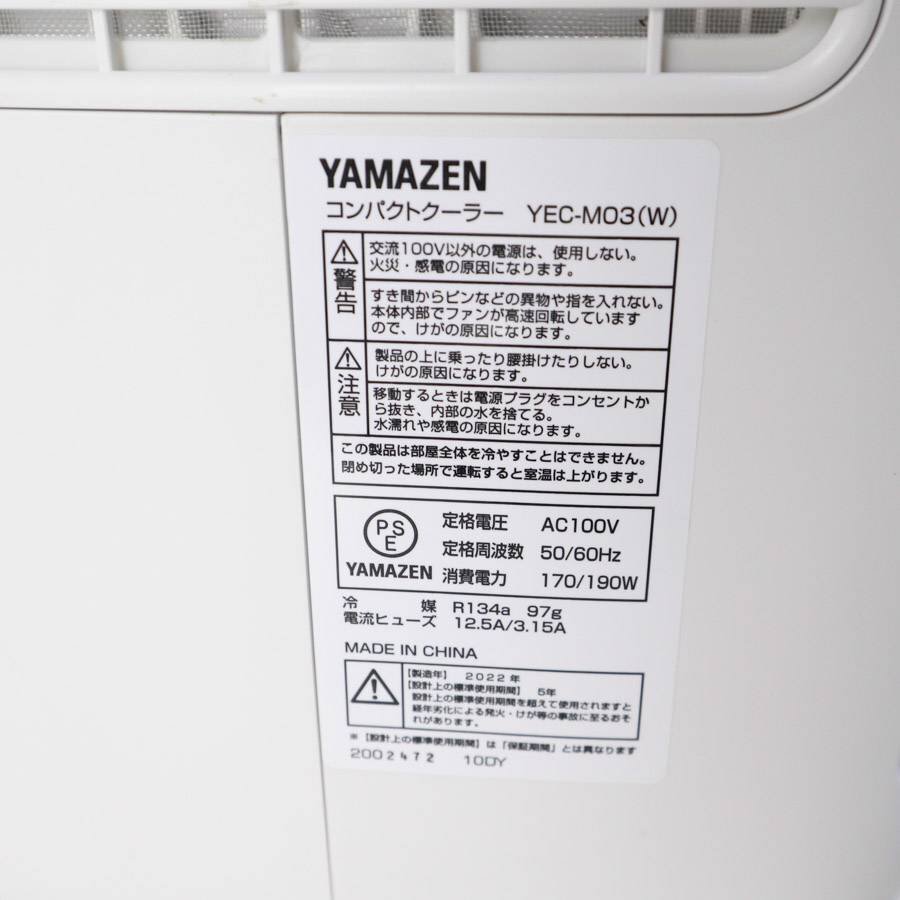 YAMAZEN
コンパクトクーラー YEC-M03(W)
警告
交流100V以外の電源は、使用しない。
火災・感電の原因になります。
すき間からピンなどの異物や指を入れない。
本体内部でファンが高速回転しています
ので、けがの原因になります。
注意
製品の上に乗ったり腰掛けたりしない。
けがの原因になります。
移動するときは電源プラグをコンセントか
ら抜き、内部の水を捨てる。
水濡れや感電の原因になります。
この製品は部屋全体を冷やすことはできません。
閉め切った場所で運転すると室温は上がります。
PSE
YAMAZEN
定格電圧 AC100V
定格周波数 50/60Hz
消費電力 170/190W
冷媒 R134a 97g
電流ヒューズ 12.5A/3.15A
MADE IN CHINA
【製造年】 2022年
【設計上の標準使用期間】 5年
設計上の標準使用期間を超えて使用されますと
経年劣化による発火・けが等の事故に至るおそ
れがあります。
※【設計上の標準使用期間】は「保証期間」とは異なります
2002472 10DY